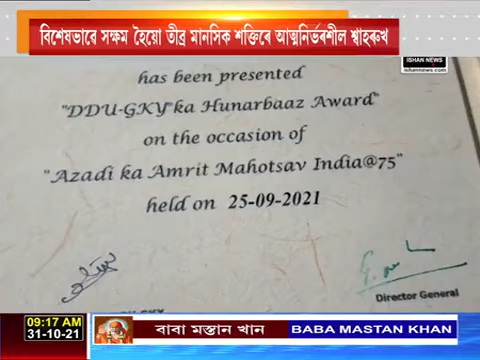 বিশেষভাবে সক্ষম হৈয়ো তীব্ৰ মানসিক শক্তিৰে আত্মনিৰ্ভৰশীল শ্বাহৰুখ
ISHAN NEWS
www.ishannews.com
has been presented
"DDU-GKY"ka Hunarbaaz Award"
on the occasion of
"Azadi ka Amrit Mahotsav India@75"
held on 25-09-2021
Director General
09:17 AM
31-10-21
বাবা মস্তান খান
BABA MASTAN KHAN